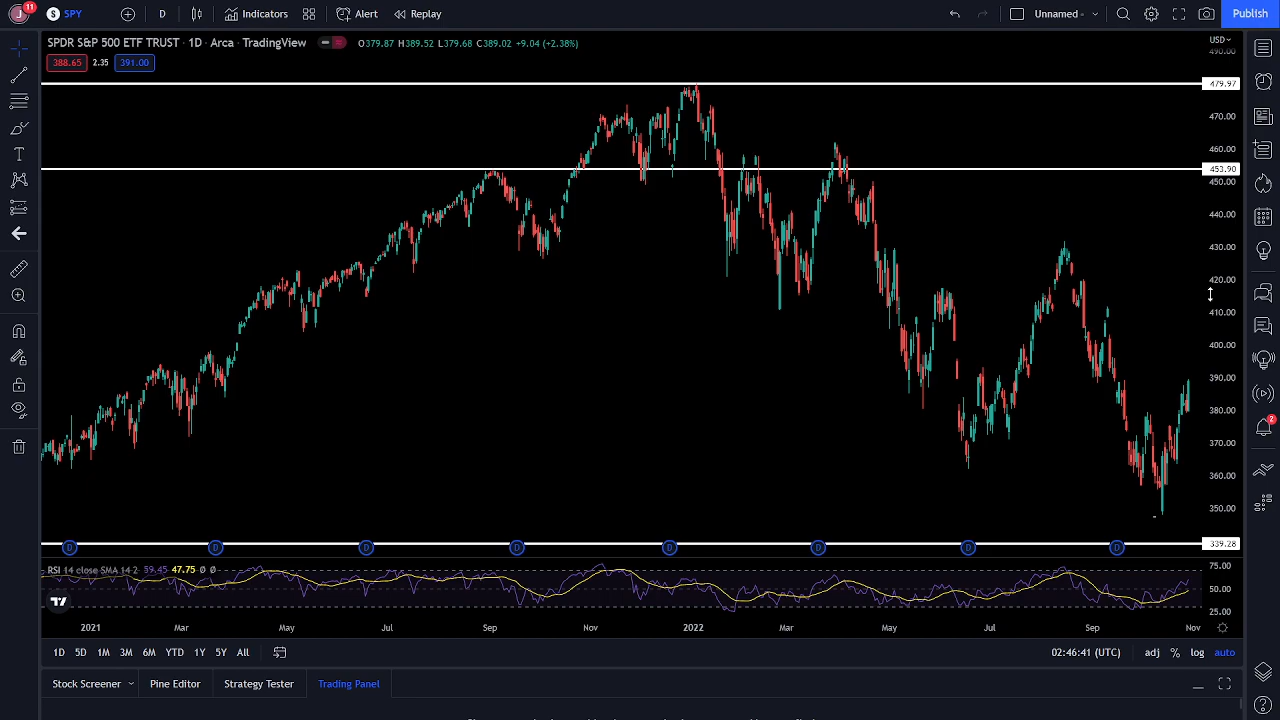 J 11 S SPY D Indicators Alert Replay Unnamed - Publish
SPDR S&P 500 ETF TRUST · 1D · Arca · TradingView O379.87 H389.52 L379.68 C389.02 +9.04 (+2.38%) USD
388.65 2.35 391.00
490.00
479.97
470.00
460.00
453.90
450.00
440.00
430.00
420.00
410.00
400.00
390.00
380.00
370.00
360.00
350.00
339.28
D D D D D D D D
RSI 14 close SMA 14 2 59.45 47.75 Ø Ø
75.00
50.00
25.00
2021 Mar May Jul Sep Nov 2022 Mar May Jul Sep Nov
1D 5D 1M 3M 6M YTD 1Y 5Y All 02:46:41 (UTC) adj % log auto
Stock Screener Pine Editor Strategy Tester Trading Panel
2